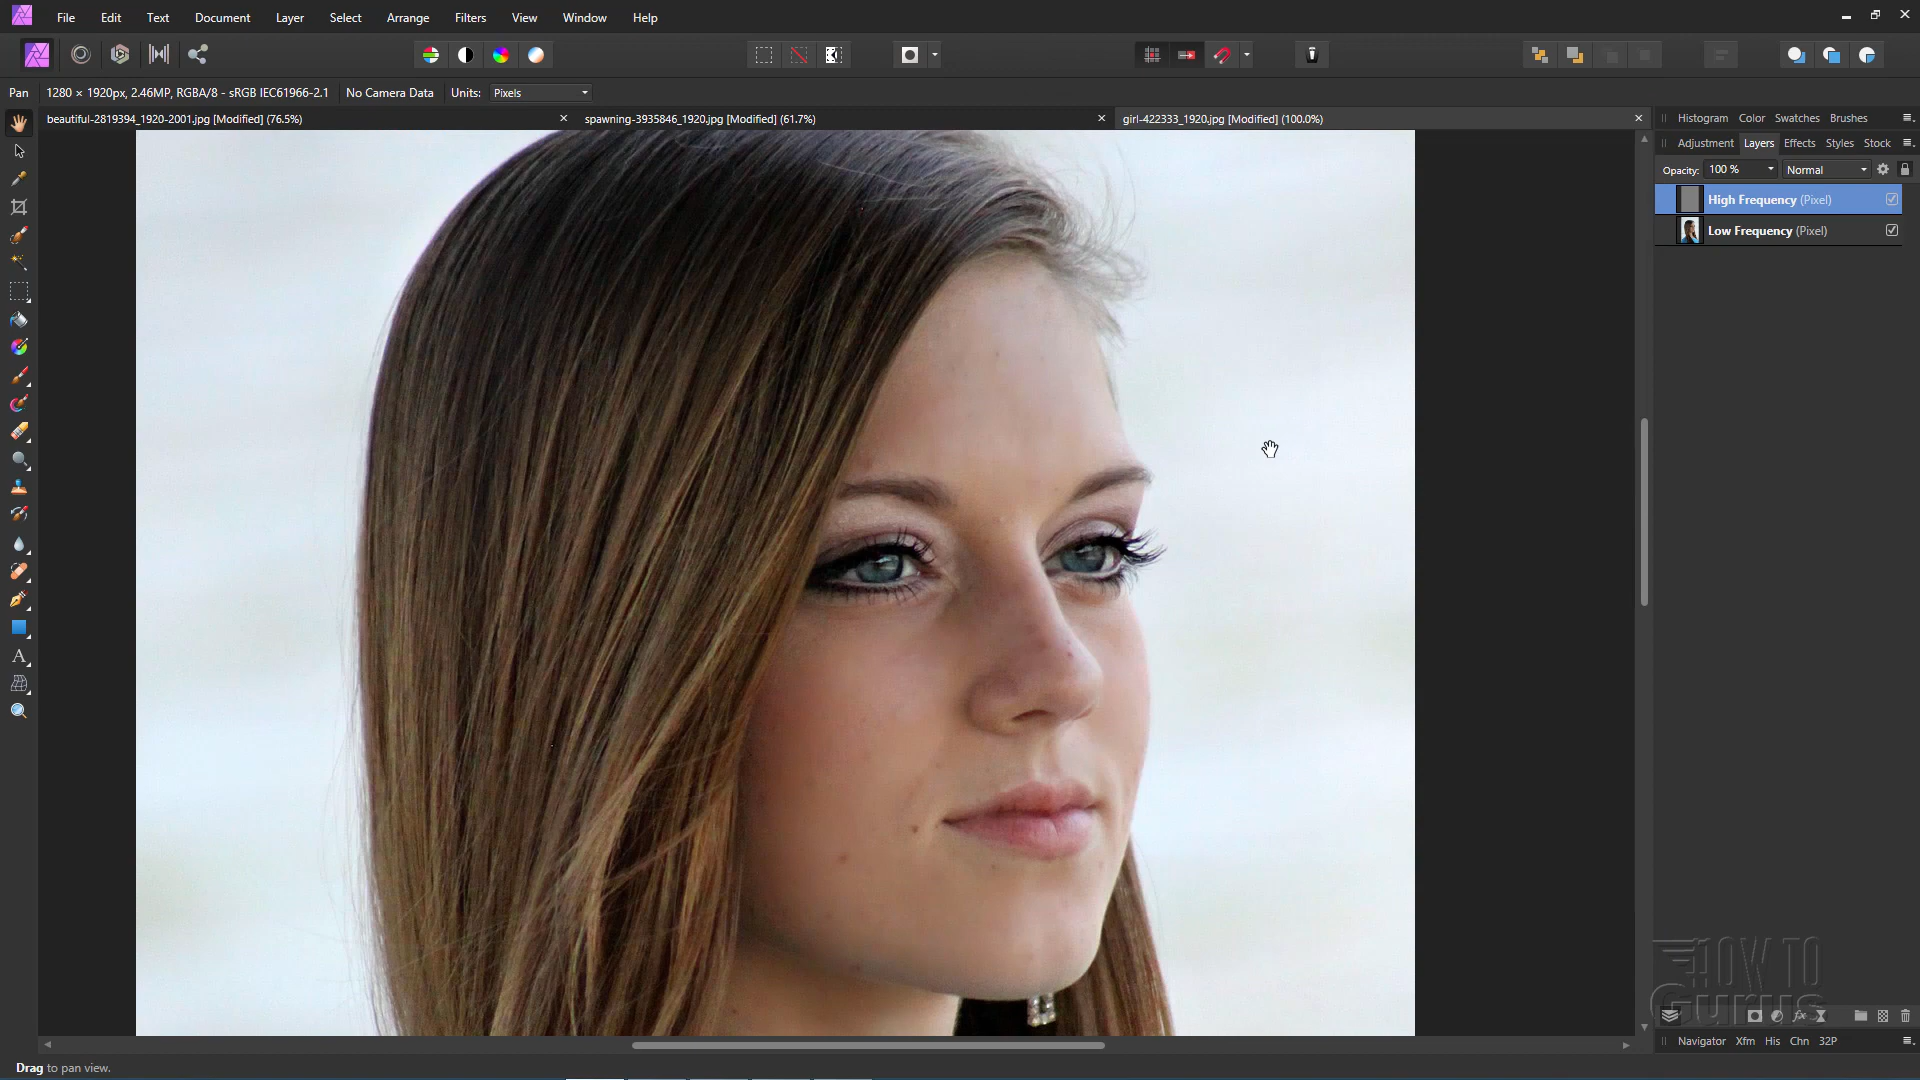 File Edit Text Document Layer Select Arrange Filters View Window Help
Pan 1280 × 1920px, 2.46MP, RGBA/8 - sRGB IEC61966-2.1 No Camera Data Units: Pixels
beautiful-2819394_1920-2001.jpg [Modified] (76.5%) spawning-3935846_1920.jpg [Modified] (61.7%) girl-422333_1920.jpg [Modified] (100.0%)
Histogram Color Swatches Brushes
Adjustment Layers Effects Styles Stock
Opacity: 100 % Normal
High Frequency (Pixel)
Low Frequency (Pixel)
HOW TO
Gurus
Navigator Xfm His Chn 32P
Drag to pan view.